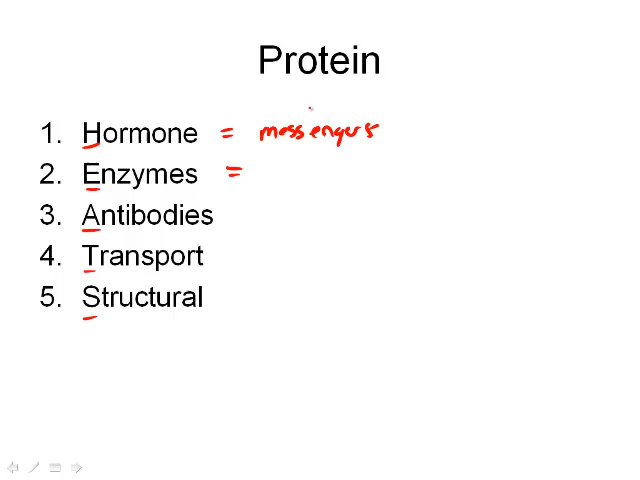 Protein
1. Hormone = messengers
2. Enzymes =
3. Antibodies
4. Transport
5. Structural